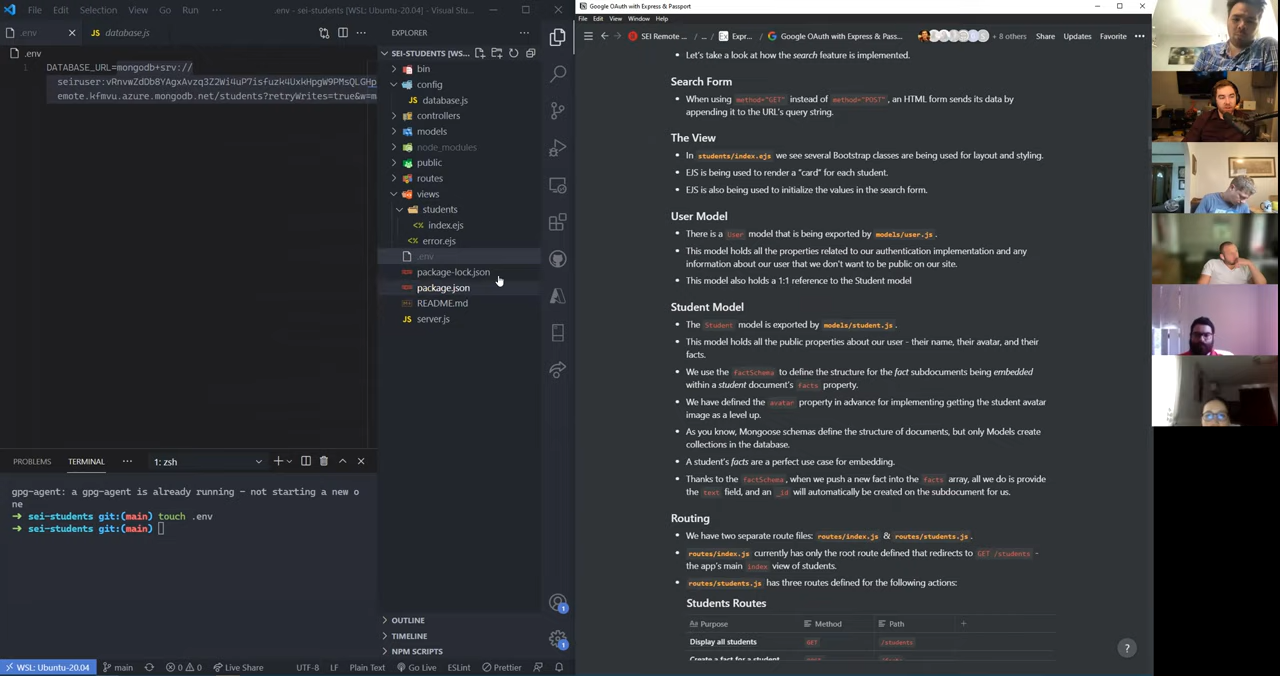 File Edit Selection View Go Run ··· .env - sei-students [WSL: Ubuntu-20.04] - Visual Stu...
.env
database.js
EXPLORER
.env
SEI-STUDENTS [WS...
1 DATABASE_URL=mongodb+srv://
bin
config
database.js
controllers
models
node_modules
public
routes
views
students
index.ejs
error.ejs
.env
package-lock.json
package.json
README.md
server.js
PROBLEMS TERMINAL ··· 1: zsh
gpg-agent: a gpg-agent is already running - not starting a new o
ne
→ sei-students git:(main) touch .env
→ sei-students git:(main)
OUTLINE
TIMELINE
NPM SCRIPTS
1
1
WSL: Ubuntu-20.04 main 0 0 Live Share UTF-8 LF Plain Text Go Live ESLint Prettier
Google OAuth with Express & Passport
File Edit View Window Help
SEI Remote ... / ... / Expr... / Google OAuth with Express & Pass... + 8 others Share Updates Favorite ···
Let's take a look at how the search feature is implemented.
Search Form
When using method="GET" instead of method="POST", an HTML form sends its data by
appending it to the URL's query string.
The View
In students/index.ejs we see several Bootstrap classes are being used for layout and styling.
EJS is being used to render a "card" for each student.
EJS is also being used to initialize the values in the search form.
User Model
There is a User model that is being exported by models/user.js.
This model holds all the properties related to our authentication implementation and any
information about our user that we don't want to be public on our site.
This model also holds a 1:1 reference to the Student model
Student Model
The Student model is exported by models/student.js.
This model holds all the public properties about our user - their name, their avatar, and their
facts.
We use the factSchema to define the structure for the fact subdocuments being embedded
within a student document's facts property.
We have defined the avatar property in advance for implementing getting the student avatar
image as a level up.
As you know, Mongoose schemas define the structure of documents, but only Models create
collections in the database.
A student's facts are a perfect use case for embedding.
Thanks to the factSchema, when we push a new fact into the facts array, all we do is provide
the text field, and an _id will automatically be created on the subdocument for us.
Routing
We have two separate route files: routes/index.js & routes/students.js.
routes/index.js currently has only the root route defined that redirects to GET /students -
the app's main index view of students.
routes/students.js has three routes defined for the following actions:
Students Routes
Aa Purpose Method Path +
Display all students GET /students
Create a fact for a student
?